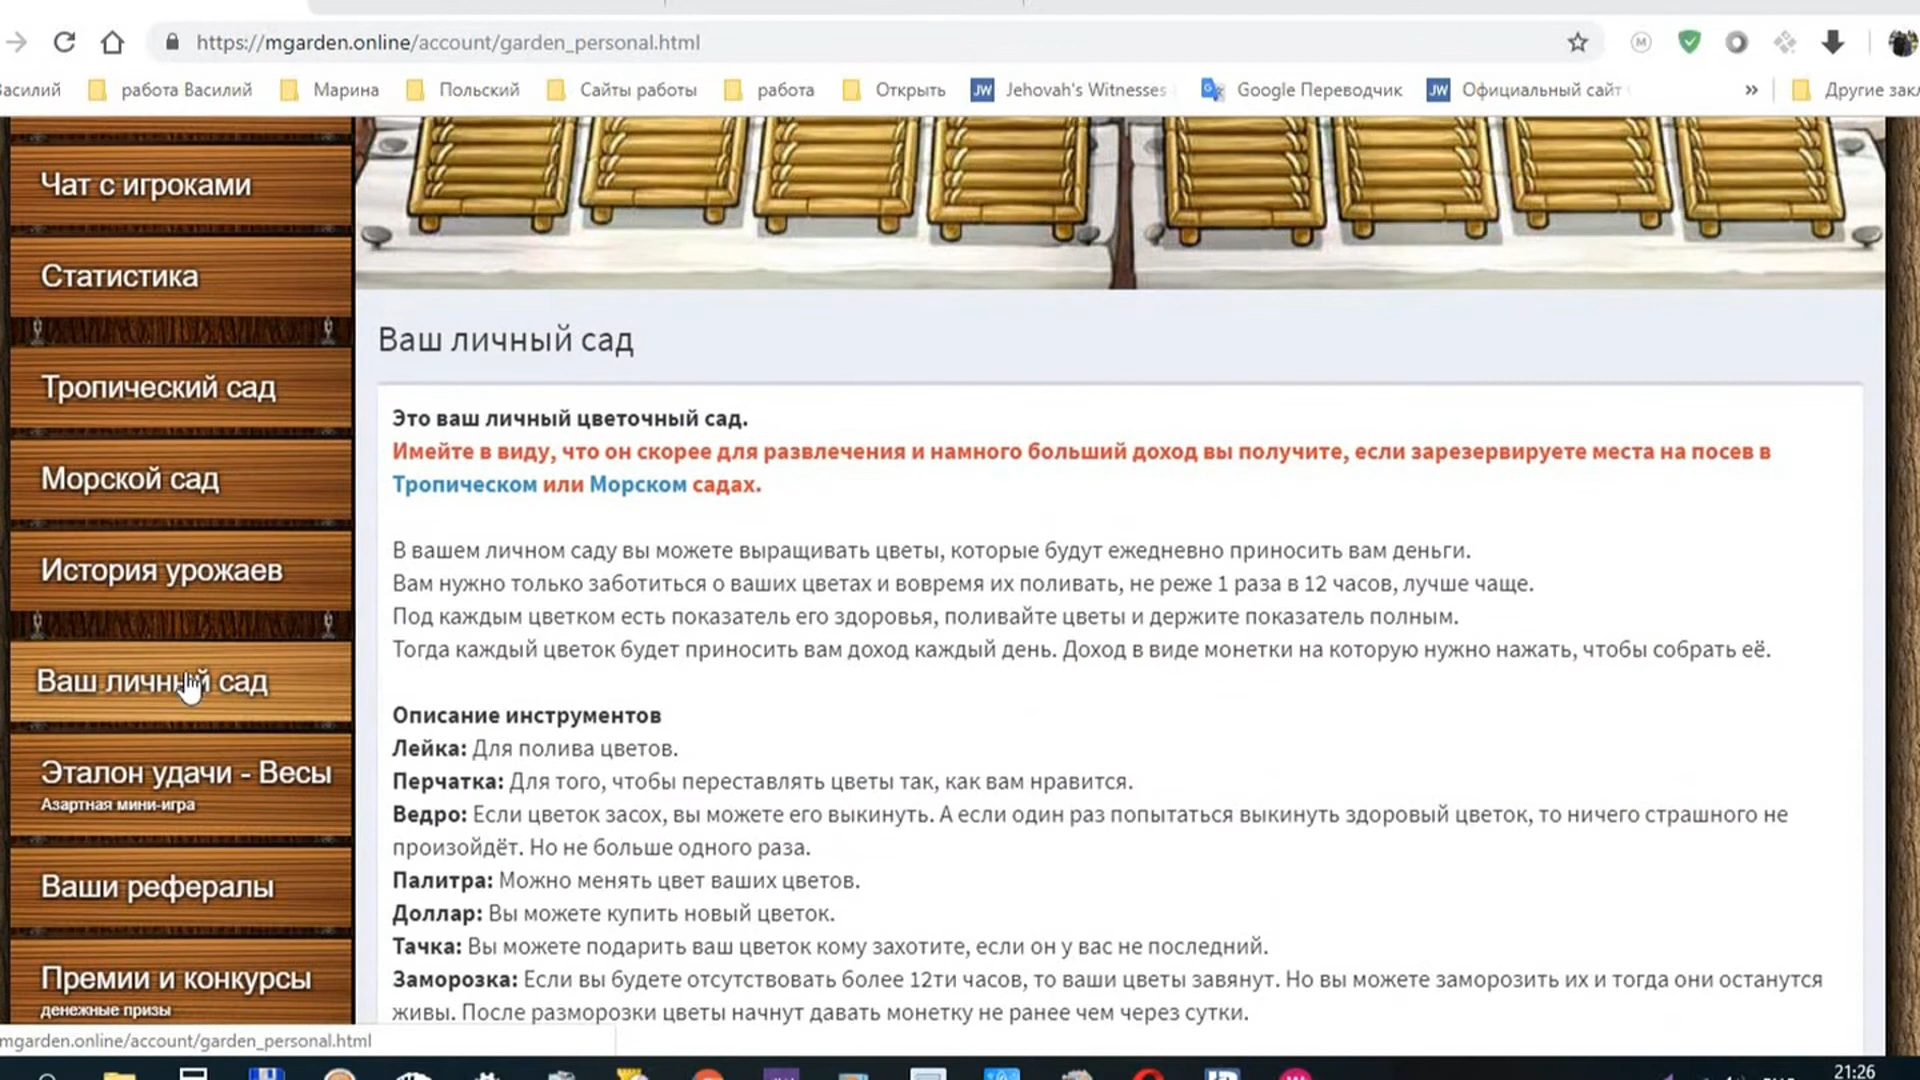 https://mgarden.online/account/garden_personal.html
Василий
работа Василий
Марина
Польский
Сайты работы
работа
Открыть
JW
Jehovah's Witnesses
Google Переводчик
JW
Официальный сайт
»
Другие закл
Чат с игроками
Статистика
Тропический сад
Морской сад
История урожаев
Ваш личный сад
Эталон удачи - Весы
Азартная мини-игра
Ваши рефералы
Премии и конкурсы
денежные призы
Ваш личный сад
Это ваш личный цветочный сад.
Имейте в виду, что он скорее для развлечения и намного больший доход вы получите, если зарезервируете места на посев в
Тропическом или Морском садах.
В вашем личном саду вы можете выращивать цветы, которые будут ежедневно приносить вам деньги.
Вам нужно только заботиться о ваших цветах и вовремя их поливать, не реже 1 раза в 12 часов, лучше чаще.
Под каждым цветком есть показатель его здоровья, поливайте цветы и держите показатель полным.
Тогда каждый цветок будет приносить вам доход каждый день. Доход в виде монетки на которую нужно нажать, чтобы собрать её.
Описание инструментов
Лейка: Для полива цветов.
Перчатка: Для того, чтобы переставлять цветы так, как вам нравится.
Ведро: Если цветок засох, вы можете его выкинуть. А если один раз попытаться выкинуть здоровый цветок, то ничего страшного не
произойдёт. Но не больше одного раза.
Палитра: Можно менять цвет ваших цветов.
Доллар: Вы можете купить новый цветок.
Тачка: Вы можете подарить ваш цветок кому захотите, если он у вас не последний.
Заморозка: Если вы будете отсутствовать более 12ти часов, то ваши цветы завянут. Но вы можете заморозить их и тогда они останутся
живы. После разморозки цветы начнут давать монетку не ранее чем через сутки.
mgarden.online/account/garden_personal.html
21:26